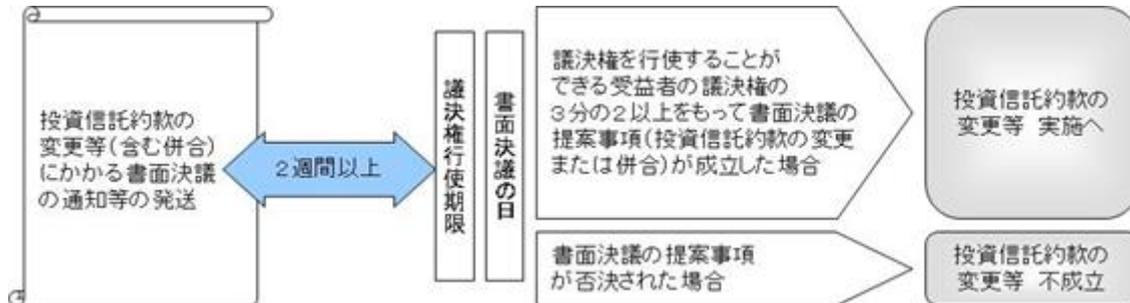 投資信託約款の
変更等(含む併合)
にかかる書面決議
の通知等の発送
2週間以上
議決権行使期限
書面決議の日
議決権を行使することが
できる受益者の議決権の
3分の2以上をもって書面決議の
提案事項(投資信託約款の変更
または併合)が成立した場合
投資信託約款の
変更等 実施へ
書面決議の提案事項
が否決された場合
投資信託約款の
変更等 不成立